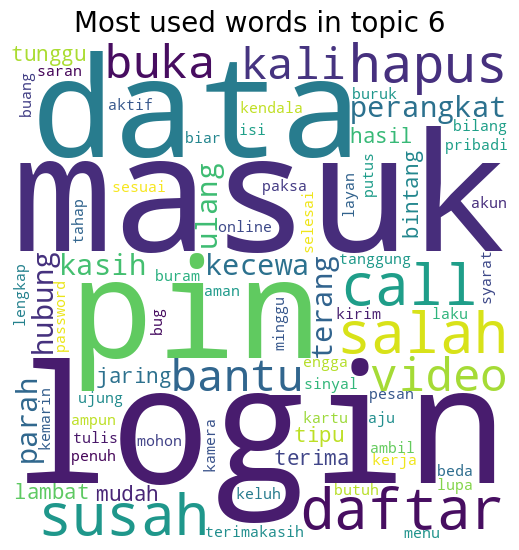 Most used words in topic 6
tunggu
saran
buka
kali
hapus
buang
aktif
data
kendala
buruk
perangkat
biar
isi
hasil
bilang
pribadi
masuk
tahap
sesuai
ulang
paksa
online
selesai
layan
putus
bintang
akun
lengkap
hubung
password
kasih
buram
bug
aman
kecewa
minggu
terang
tanggung
call
syarat
kirim
laku
pin
salah
jaring
bantu
engga
sinyal
video
pesan
parah
kemarin
ujung
login
ampun
tulis
penuh
mohon
kamera
kartu
aju
tipu
terima
ambil
kerja
beda
lupa
lambat
mudah
keluh
butuh
daftar
susah
terimakasih
menu